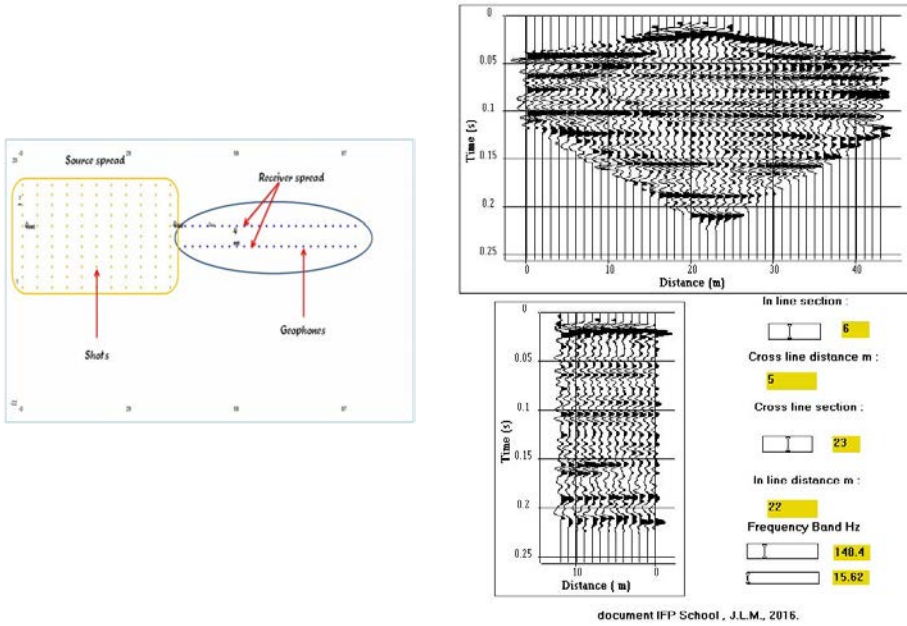 Source spread
Receiver spread
Geophones
Shots
0
0.05
0.1
0.15
0.2
0.25
Time (s)
0
10
20
30
40
Distance (m)
0
0.05
0.1
0.15
0.2
0.25
Time (s)
10
0
Distance ( m)
In line section :
6
Cross line distance m :
5
Cross line section :
23
In line distance m :
22
Frequency Band Hz
148.4
15.62
document IFP School , J.L.M., 2016.